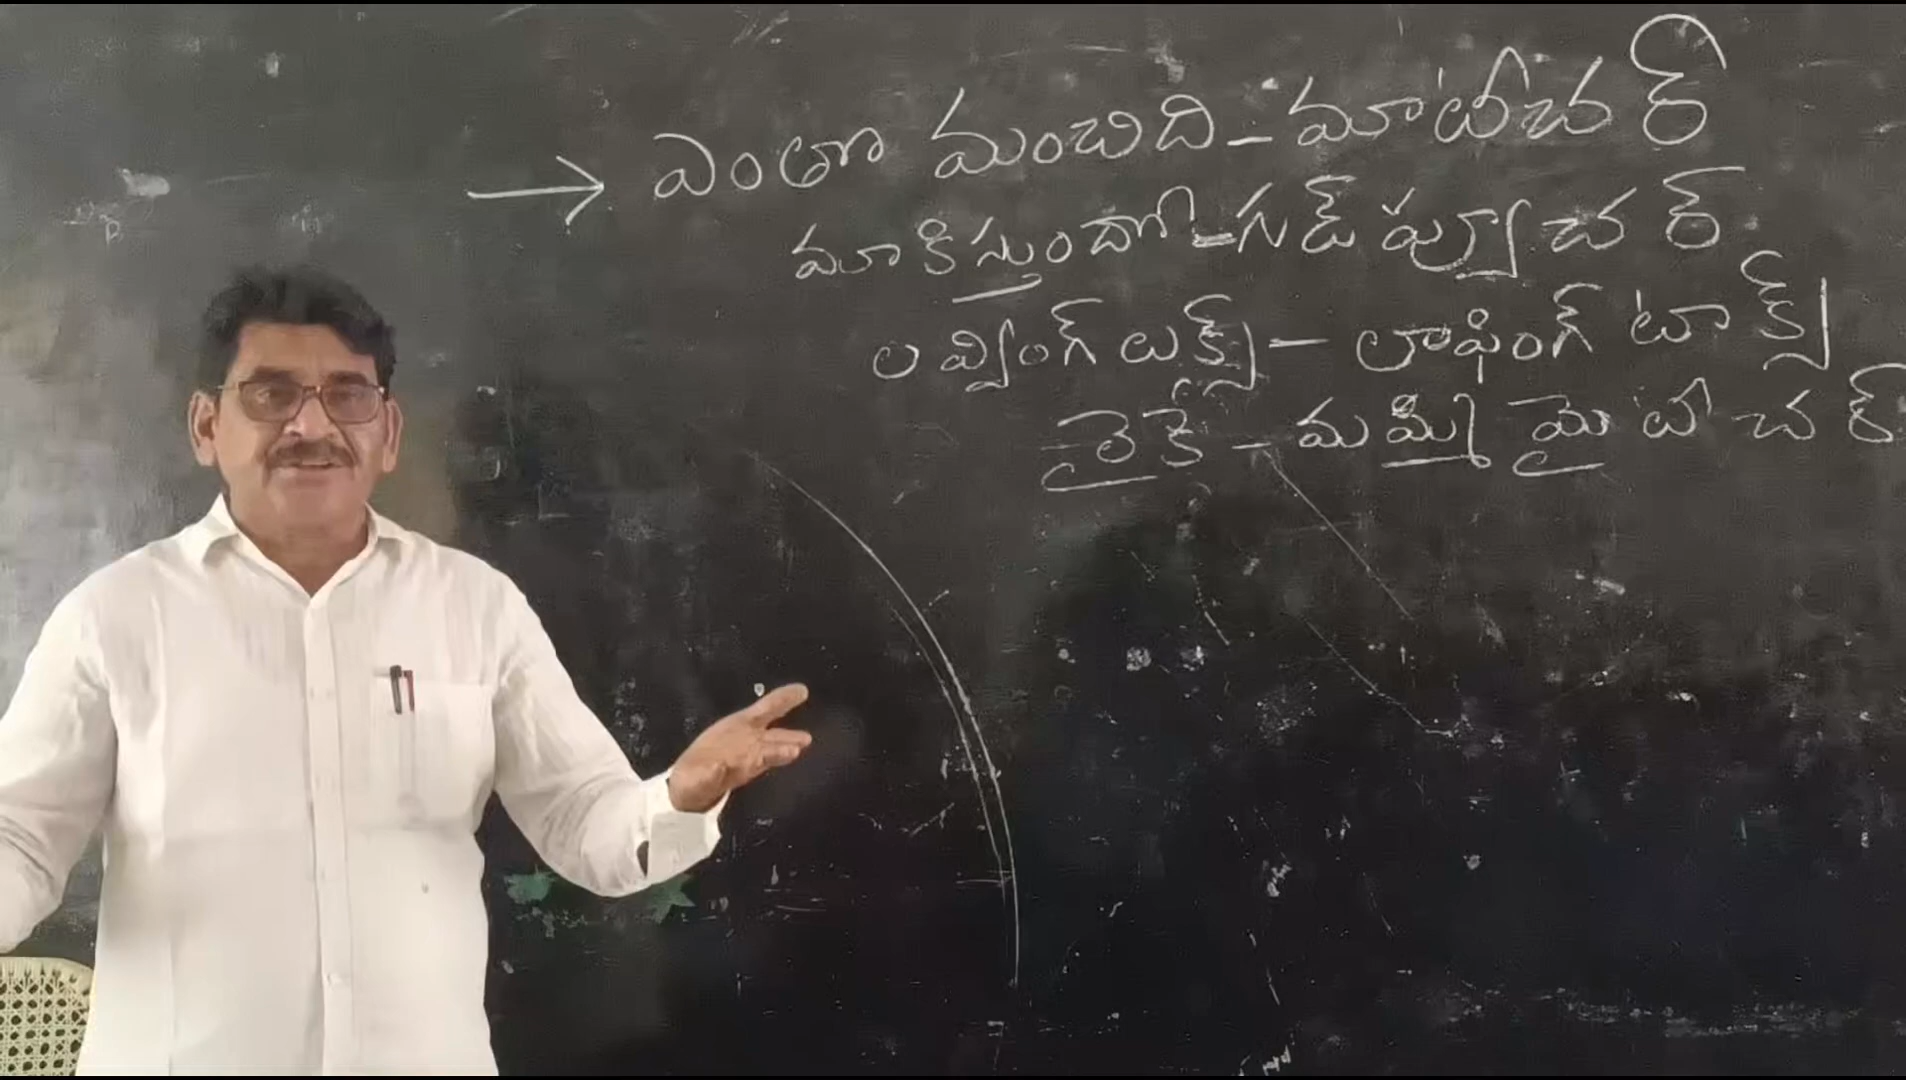 ఎంతొ మంచిది - మా టీచర్
మాకిస్తుందో - గుడ్ ఫ్యూచర్
లవ్వింగ్ లుక్స్ - లాఫింగ్ టాక్స్
లైక్ - మమ్మీ మై టీచర్